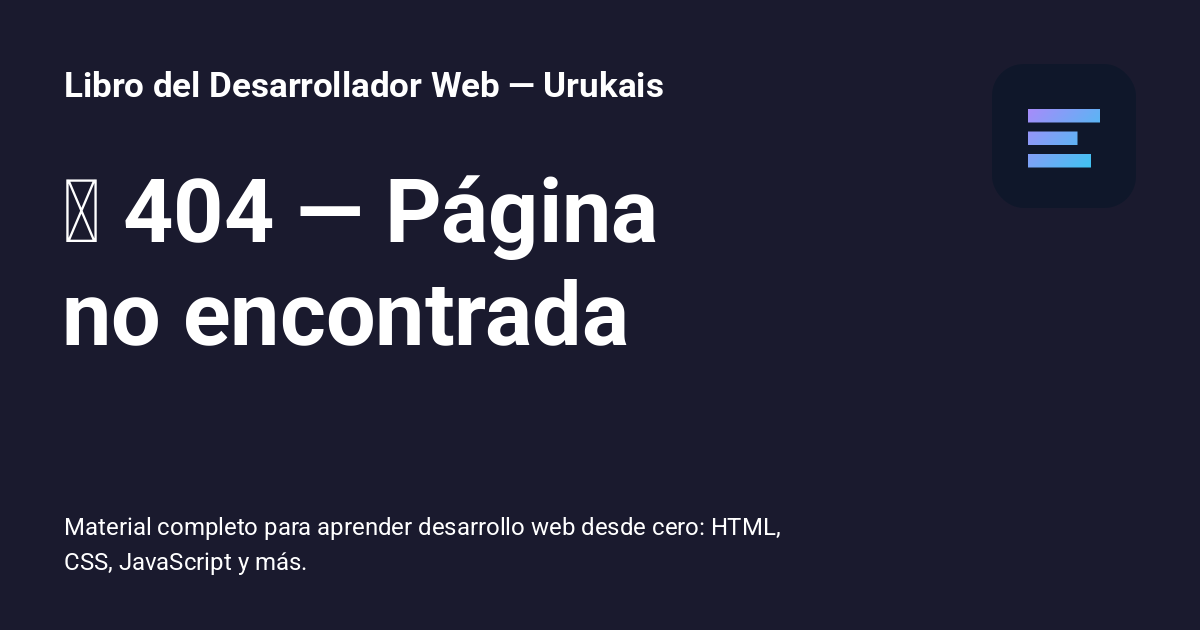 Libro del Desarrollador Web — Urukais
404 — Página
no encontrada
Material completo para aprender desarrollo web desde cero: HTML,
CSS, JavaScript y más.